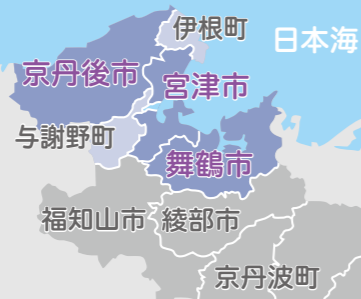 伊根町
日本海
京丹後市
宮津市
与謝野町
舞鶴市
福知山市
綾部市
京丹波町